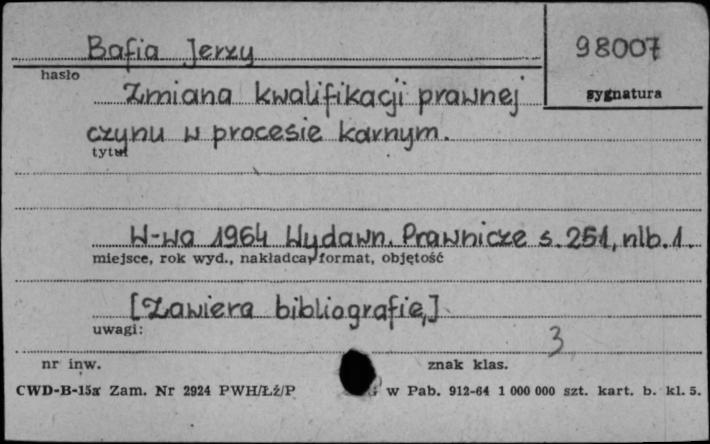 Bafia Jerzy
98007
hasło
sygnatura
Zmiana kwalifikacji prawnej
czynu w procesie karnym.
tytuł
W-wa 1964 Wydawn. Prawnicze s. 251, nlb. 1.
miejsce, rok wyd., nakładca, format, objętość
[Zawiera bibliografię]
uwagi:
3
nr inw.
znak klas.
CWD-B-15a Zam. Nr 2924 PWH/Łż/P w Pab. 912-64 1 000 000 szt. kart. b. kl. 5.